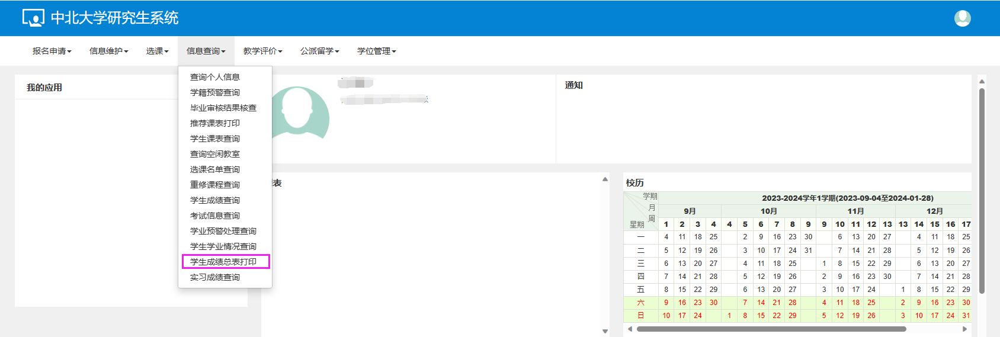 中北大学研究生系统
报名申请 信息维护 选课 信息查询 教学评价 公派留学 学位管理
我的应用
查询个人信息
学籍预警查询
毕业审核结果核查
推荐课表打印
学生课表查询
查询空闲教室
选课名单查询
重修课程查询
学生成绩查询
考试信息查询
学业预警处理查询
学生学业情况查询
学生成绩总表打印
实习成绩查询
通知
表
校历
学期 2023-2024学年1学期(2023-09-04至2024-01-28)
月 9月 10月 11月 12月
周
星期 1 2 3 4 4 5 6 7 8 9 9 10 11 12 13 13 14 15 16 17
一 4 11 18 25 2 9 16 23 30 6 13 20 27 4 11 18 25
二 5 12 19 26 3 10 17 24 31 7 14 21 28 5 12 19 26
三 6 13 20 27 4 11 18 25 1 8 15 22 29 6 13 20 27
四 7 14 21 28 5 12 19 26 2 9 16 23 30 7 14 21 28
五 8 15 22 29 6 13 20 27 3 10 17 24 1 8 15 22 29
六 9 16 23 30 7 14 21 28 4 11 18 25 2 9 16 23 30
日 10 17 24 1 8 15 22 29 5 12 19 26 3 10 17 24 31